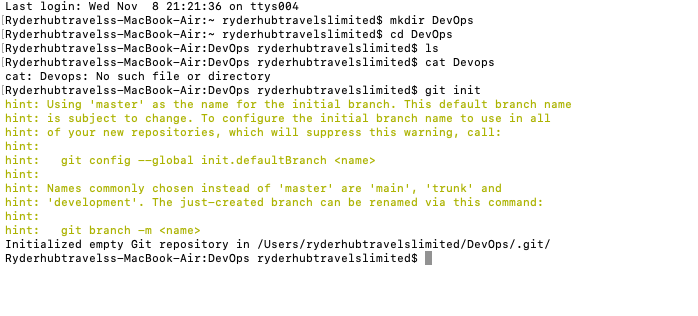 Last login: Wed Nov  8 21:21:36 on ttys004
[Ryderhubtravelss-MacBook-Air:~ ryderhubtravelslimited$ mkdir DevOps
[Ryderhubtravelss-MacBook-Air:~ ryderhubtravelslimited$ cd DevOps
[Ryderhubtravelss-MacBook-Air:DevOps ryderhubtravelslimited$ ls
[Ryderhubtravelss-MacBook-Air:DevOps ryderhubtravelslimited$ cat Devops
cat: Devops: No such file or directory
[Ryderhubtravelss-MacBook-Air:DevOps ryderhubtravelslimited$ git init
hint: Using 'master' as the name for the initial branch. This default branch name
hint: is subject to change. To configure the initial branch name to use in all
hint: of your new repositories, which will suppress this warning, call:
hint:
hint:   git config --global init.defaultBranch <name>
hint:
hint: Names commonly chosen instead of 'master' are 'main', 'trunk' and
hint: 'development'. The just-created branch can be renamed via this command:
hint:
hint:   git branch -m <name>
Initialized empty Git repository in /Users/ryderhubtravelslimited/DevOps/.git/
Ryderhubtravelss-MacBook-Air:DevOps ryderhubtravelslimited$